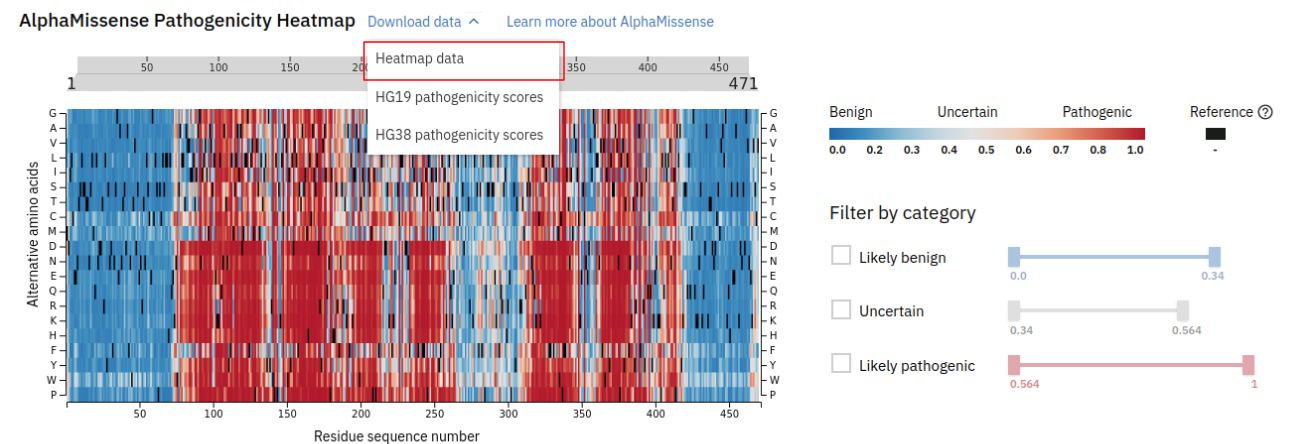 AlphaMissense Pathogenicity Heatmap Download data Learn more about AlphaMissense
Heatmap data
HG19 pathogenicity scores
HG38 pathogenicity scores
50 100 150 20 350 400 450
1 471
Alternative amino acids
G G
A A
V V
L L
I I
S S
T T
C C
M M
D D
N N
E E
Q Q
R R
K K
H H
F F
Y Y
W W
P P
50 100 150 200 250 300 350 400 450
Residue sequence number
Benign Uncertain Pathogenic Reference ?
0.0 0.2 0.3 0.4 0.5 0.6 0.7 0.8 1.0 -
Filter by category
Likely benign
0.0 0.34
Uncertain
0.34 0.564
Likely pathogenic
0.564 1